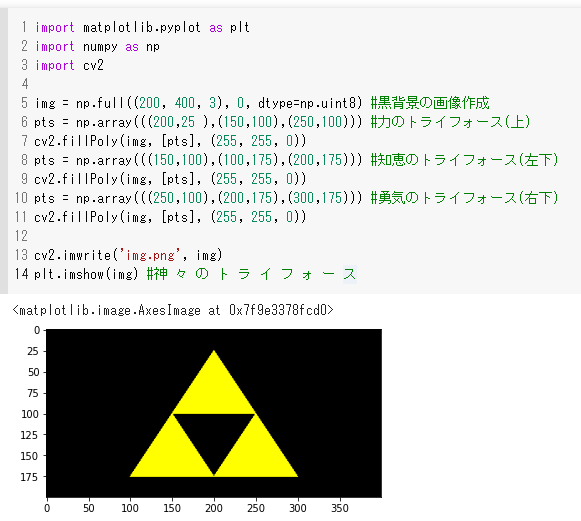 1 import matplotlib.pyplot as plt
2 import numpy as np
3 import cv2
4
5 img = np.full((200, 400, 3), 0, dtype=np.uint8) #黒背景の画像作成
6 pts = np.array(((200,25 ),(150,100),(250,100))) #力のトライフォース(上)
7 cv2.fillPoly(img, [pts], (255, 255, 0))
8 pts = np.array(((150,100),(100,175),(200,175))) #知恵のトライフォース(左下)
9 cv2.fillPoly(img, [pts], (255, 255, 0))
10 pts = np.array(((250,100),(200,175),(300,175))) #勇気のトライフォース(右下)
11 cv2.fillPoly(img, [pts], (255, 255, 0))
12
13 cv2.imwrite('img.png', img)
14 plt.imshow(img) #神 々 の ト ラ イ フ ォ ー ス
<matplotlib.image.AxesImage at 0x7f9e3378fcd0>
0
25
50
75
100
125
150
175
0 50 100 150 200 250 300 350